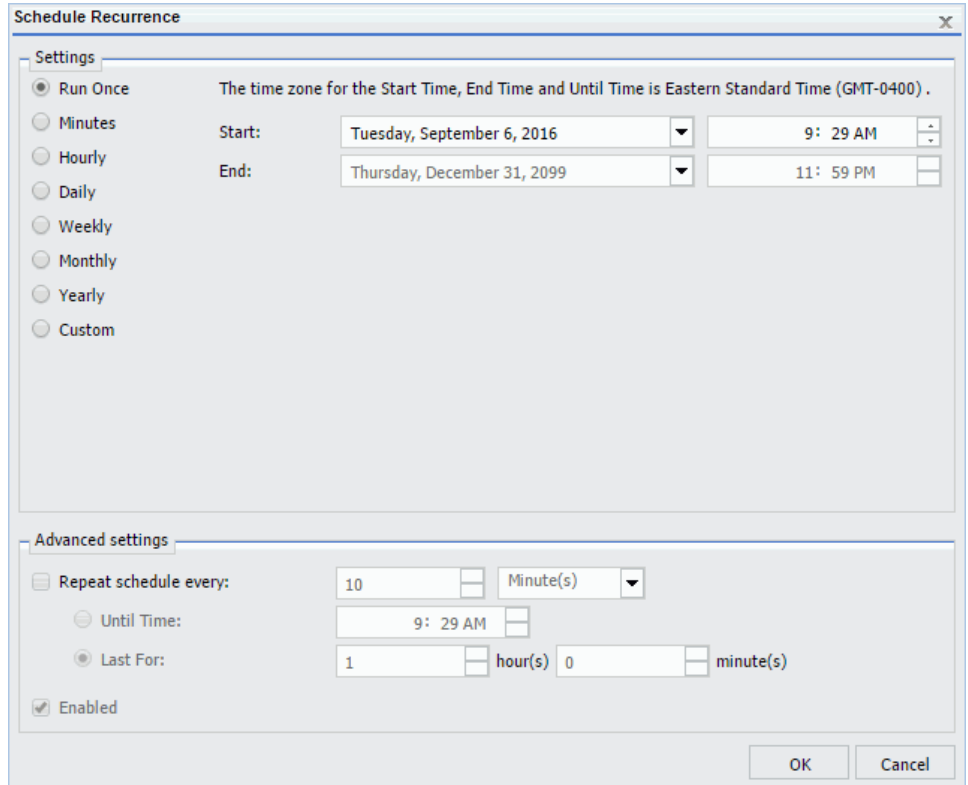 Schedule Recurrence
Settings
Run Once
The time zone for the Start Time, End Time and Until Time is Eastern Standard Time (GMT-0400) .
Minutes
Start: Tuesday, September 6, 2016 9: 29 AM
Hourly
End: Thursday, December 31, 2099 11: 59 PM
Daily
Weekly
Monthly
Yearly
Custom
Advanced settings
Repeat schedule every: 10 Minute(s)
Until Time: 9: 29 AM
Last For: 1 hour(s) 0 minute(s)
Enabled
OK Cancel